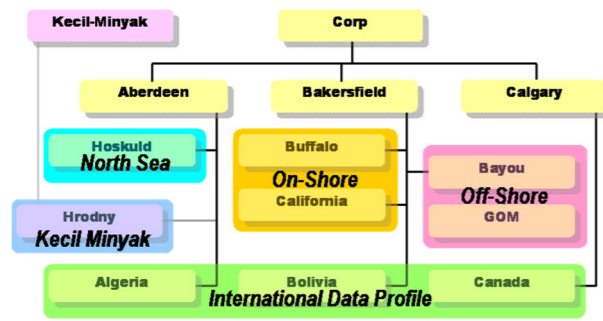 Kecil-Minyak
Corp
Aberdeen
Bakersfield
Calgary
Hoskuld
North Sea
Buffalo
On-Shore
California
Bayou
Off-Shore
GOM
Hrodny
Kecil Minyak
Algeria
Bolivia
Canada
International Data Profile